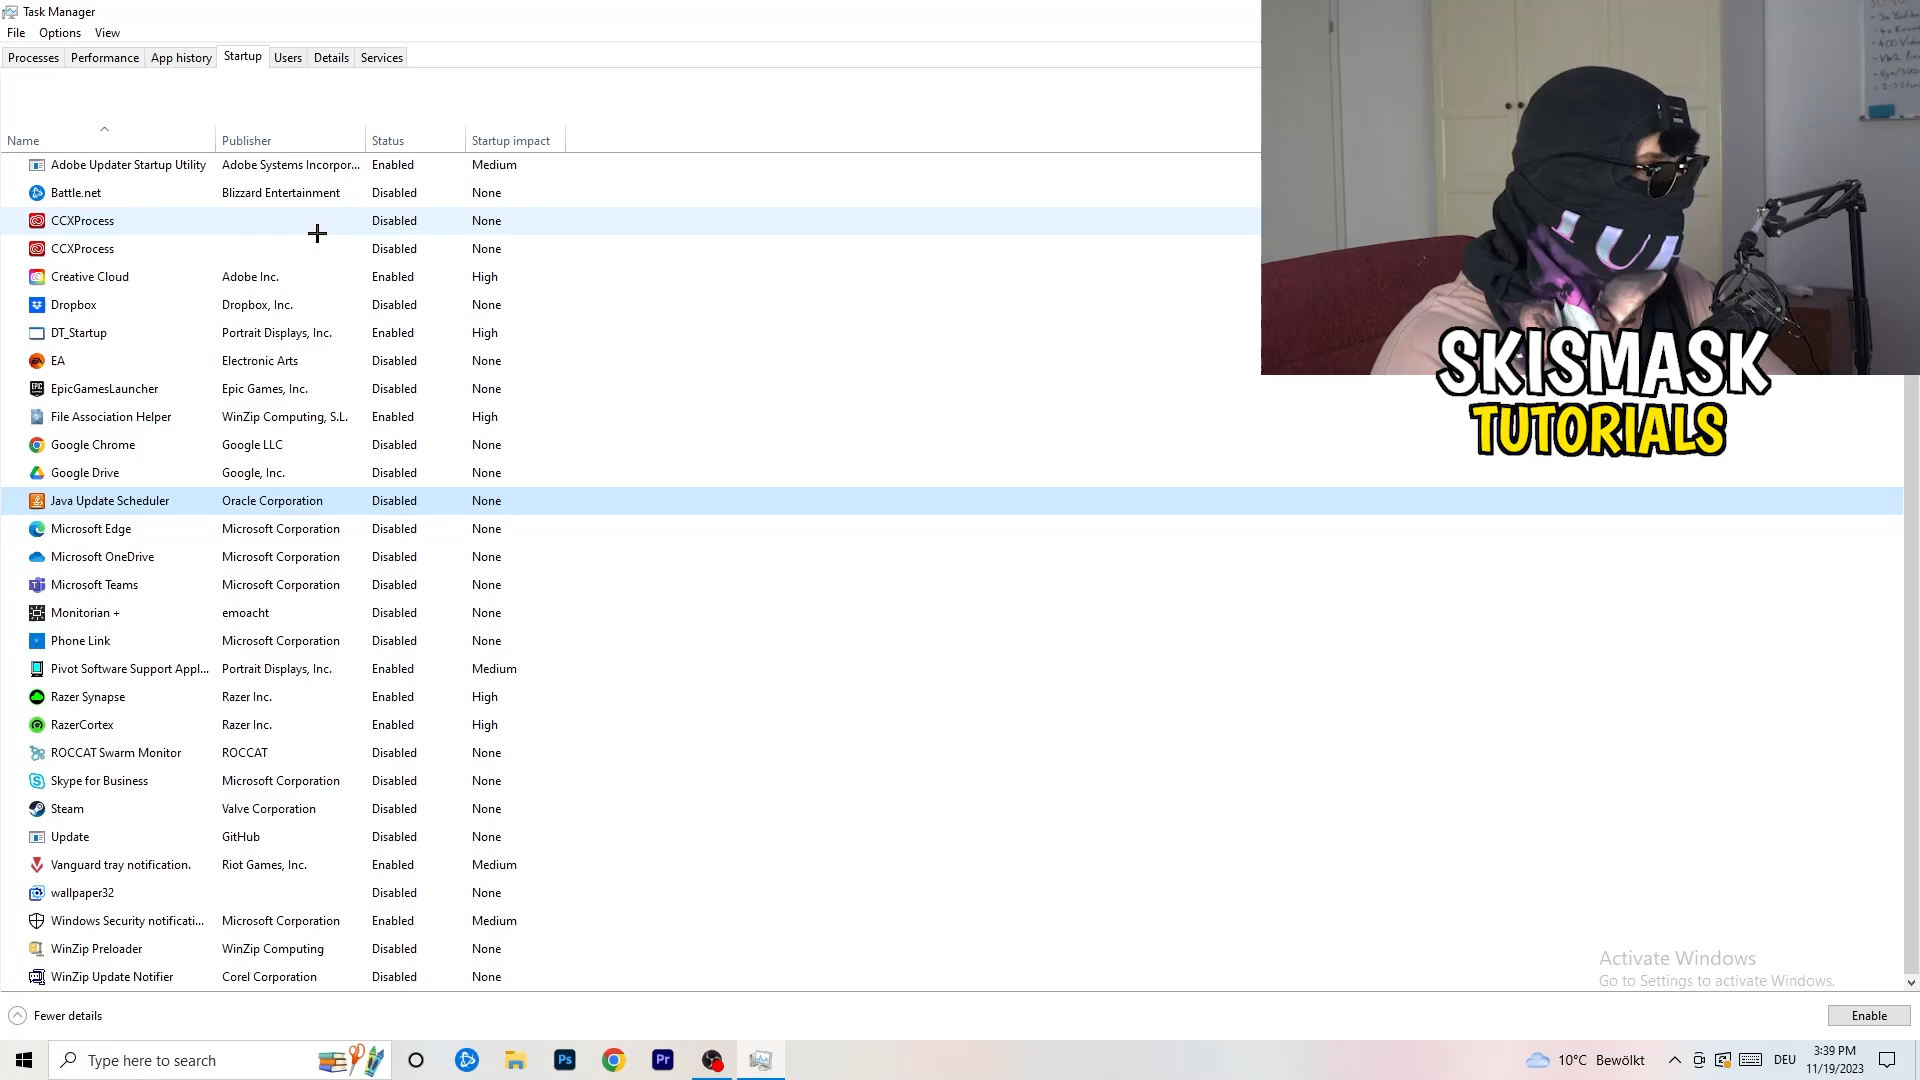 Task Manager
File Options View
Processes Performance App history Startup Users Details Services
Name Publisher Status Startup impact
Adobe Updater Startup Utility Adobe Systems Incorpor... Enabled Medium
Battle.net Blizzard Entertainment Disabled None
CCXProcess Disabled None
CCXProcess Disabled None
Creative Cloud Adobe Inc. Enabled High
Dropbox Dropbox, Inc. Disabled None
DT_Startup Portrait Displays, Inc. Enabled High
EA Electronic Arts Disabled None
EpicGamesLauncher Epic Games, Inc. Disabled None
File Association Helper WinZip Computing, S.L. Enabled High
Google Chrome Google LLC Disabled None
Google Drive Google, Inc. Disabled None
Java Update Scheduler Oracle Corporation Disabled None
Microsoft Edge Microsoft Corporation Disabled None
Microsoft OneDrive Microsoft Corporation Disabled None
Microsoft Teams Microsoft Corporation Disabled None
Monitorian + emoacht Disabled None
Phone Link Microsoft Corporation Disabled None
Pivot Software Support Appl... Portrait Displays, Inc. Enabled Medium
Razer Synapse Razer Inc. Enabled High
RazerCortex Razer Inc. Enabled High
ROCCAT Swarm Monitor ROCCAT Disabled None
Skype for Business Microsoft Corporation Disabled None
Steam Valve Corporation Disabled None
Update GitHub Disabled None
Vanguard tray notification. Riot Games, Inc. Enabled Medium
wallpaper32 Disabled None
Windows Security notificati... Microsoft Corporation Enabled Medium
WinZip Preloader WinZip Computing Disabled None
WinZip Update Notifier Corel Corporation Disabled None
SKISMASK
TUTORIALS
Activate Windows
Go to Settings to activate Windows.
Fewer details
Enable
Type here to search
Ps
Pr
10°C Bewölkt
DEU
3:39 PM
11/19/2023